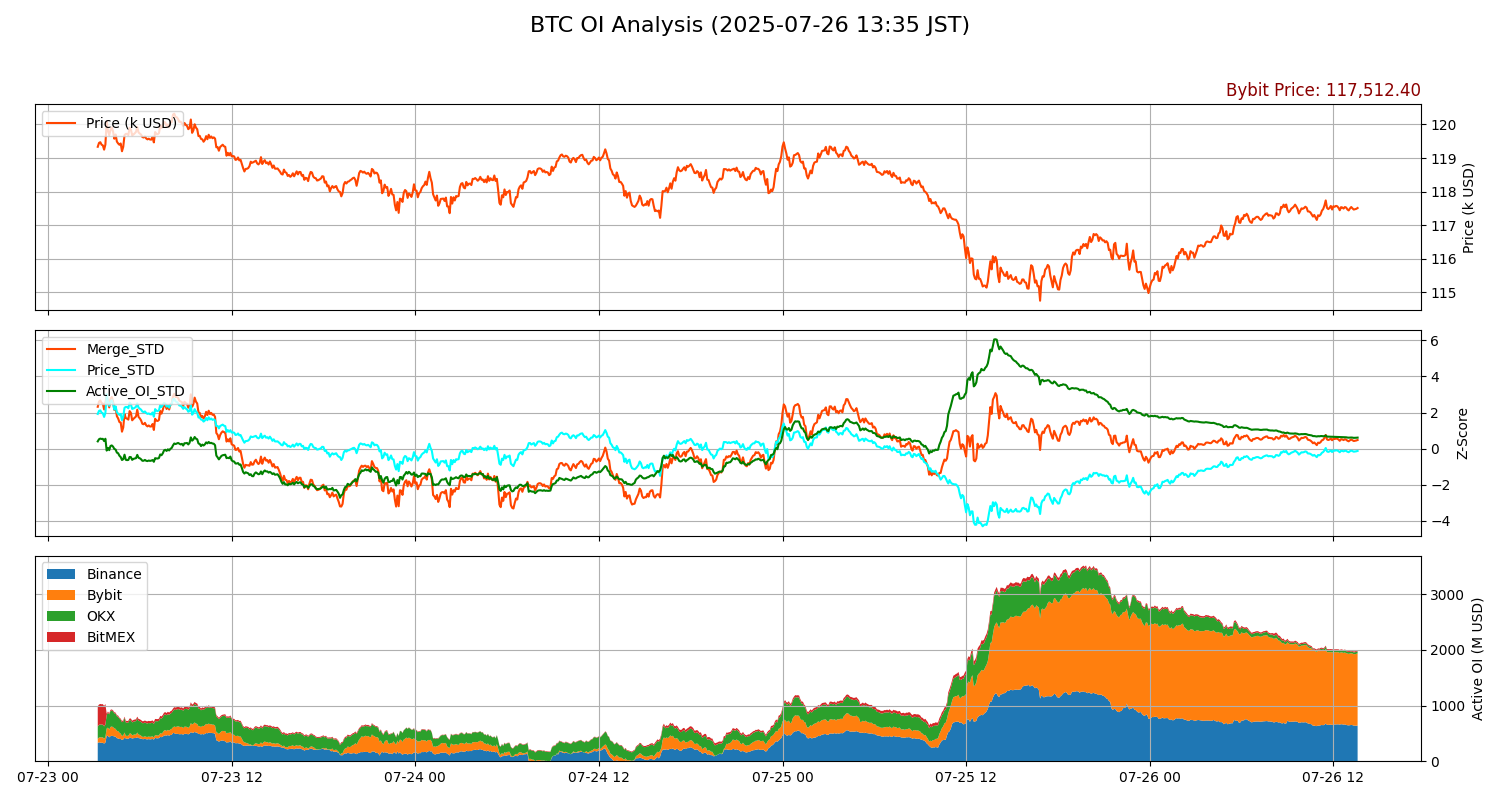 BTC OI Analysis (2025-07-26 13:35 JST)
Bybit Price: 117,512.40
Price (k USD)
120
119
118
117
116
115
Price (k USD)
Merge_STD
Price_STD
Active_OI_STD
6
4
2
0
−2
−4
Z-Score
Binance
Bybit
OKX
BitMEX
3000
2000
1000
0
Active OI (M USD)
07-23 00
07-23 12
07-24 00
07-24 12
07-25 00
07-25 12
07-26 00
07-26 12